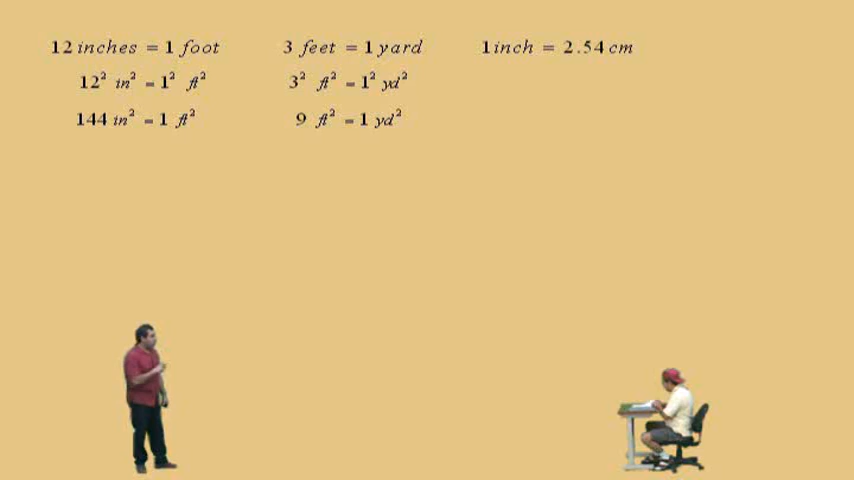 12 inches = 1 foot 3 feet = 1 yard 1 inch = 2.54 cm
12² in² = 1² ft² 3² ft² = 1² yd²
144 in² = 1 ft² 9 ft² = 1 yd²